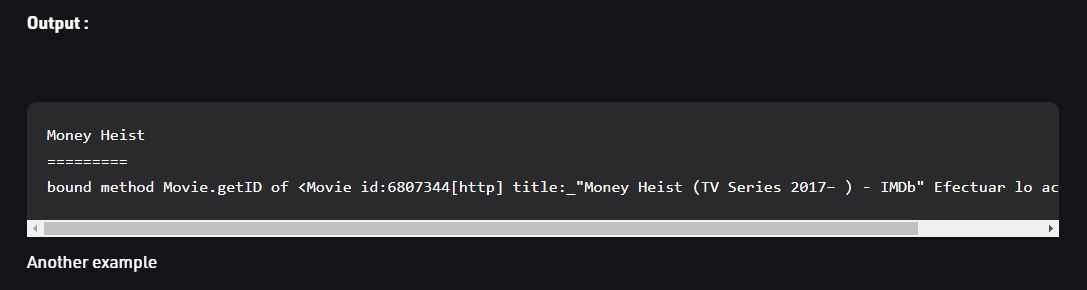 Output :
Money Heist
=========
bound method Movie.getID of <Movie id:6807344[http] title:_"Money Heist (TV Series 2017– ) - IMDb" Efectuar lo ac
Another example